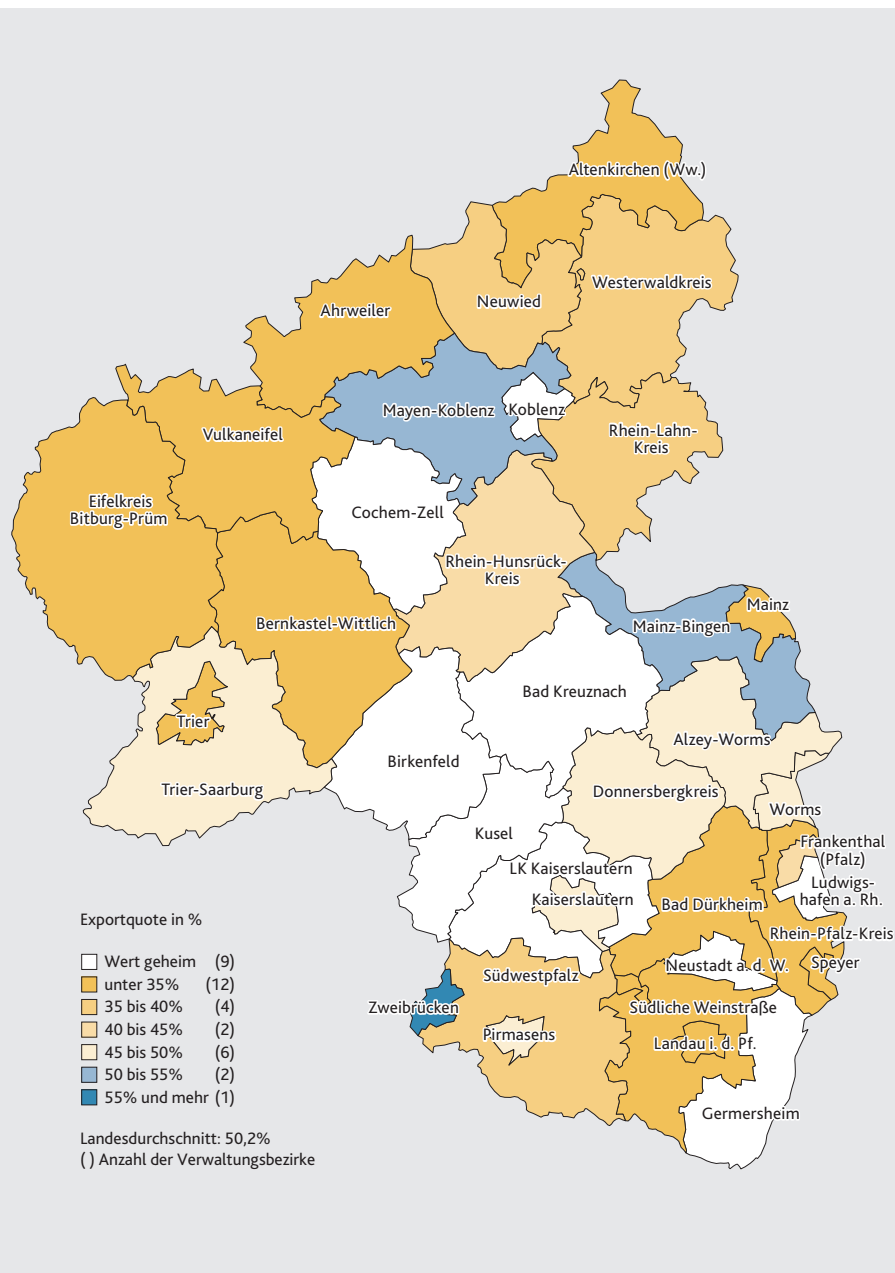 Altenkirchen (Ww.)
Westerwaldkreis
Neuwied
Ahrweiler
Mayen-Koblenz
Koblenz
Rhein-Lahn-
Kreis
Vulkaneifel
Eifelkreis
Bitburg-Prüm
Cochem-Zell
Rhein-Hunsrück-
Kreis
Bernkastel-Wittlich
Mainz
Mainz-Bingen
Bad Kreuznach
Trier
Alzey-Worms
Birkenfeld
Trier-Saarburg
Donnersbergkreis
Worms
Kusel
Frankenthal
(Pfalz)
LK Kaiserslautern
Ludwigs-
hafen a. Rh.
Kaiserslautern
Bad Dürkheim
Rhein-Pfalz-Kreis
Neustadt a. d. W.
Speyer
Südwestpfalz
Zweibrücken
Südliche Weinstraße
Pirmasens
Landau i. d. Pf.
Germersheim
Exportquote in %
Wert geheim (9)
unter 35% (12)
35 bis 40% (4)
40 bis 45% (2)
45 bis 50% (6)
50 bis 55% (2)
55% und mehr (1)
Landesdurchschnitt: 50,2%
( ) Anzahl der Verwaltungsbezirke